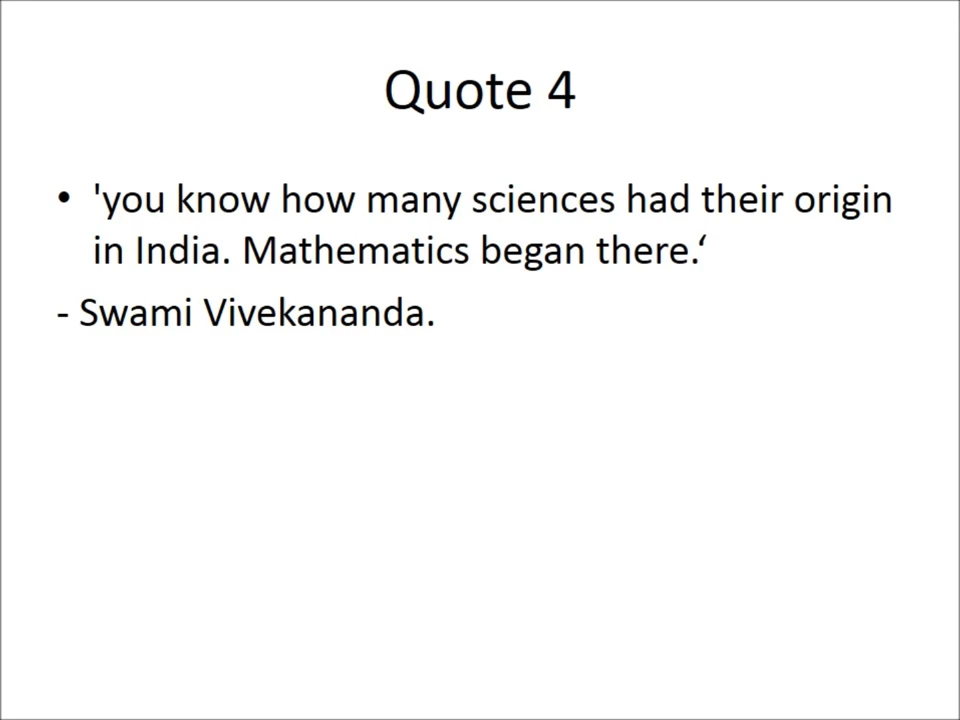 Quote 4
• 'you know how many sciences had their origin
in India. Mathematics began there.‘
- Swami Vivekananda.